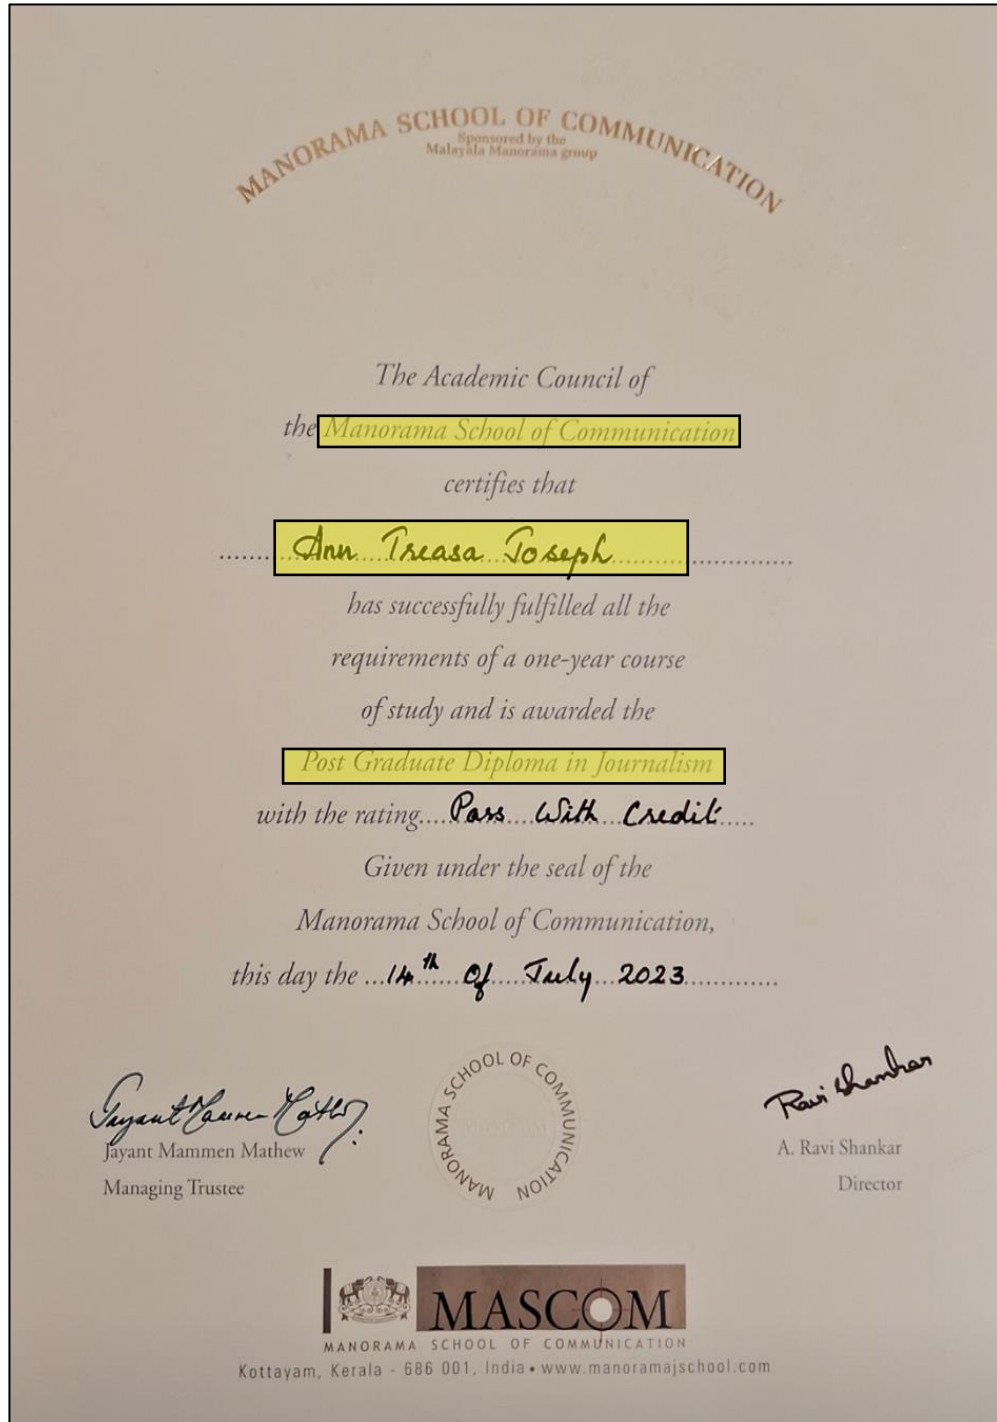 MANORAMA SCHOOL OF COMMUNICATION
Sponsored by the
Malayala Manorama group
The Academic Council of
the Manorama School of Communication
certifies that
Ann Treasa Joseph
has successfully fulfilled all the
requirements of a one-year course
of study and is awarded the
Post Graduate Diploma in Journalism
with the rating....Pass With Credit.....
Given under the seal of the
Manorama School of Communication,
this day the ...14th of July 2023..............
Jayant Mammen Mathew
Jayant Mammen Mathew
Managing Trustee
MANORAMA SCHOOL OF COMMUNICATION
MASCOM
Ravi Shankar
A. Ravi Shankar
Director
MASCOM
MANORAMA SCHOOL OF COMMUNICATION
Kottayam, Kerala - 686 001, India • www.manoramajschool.com